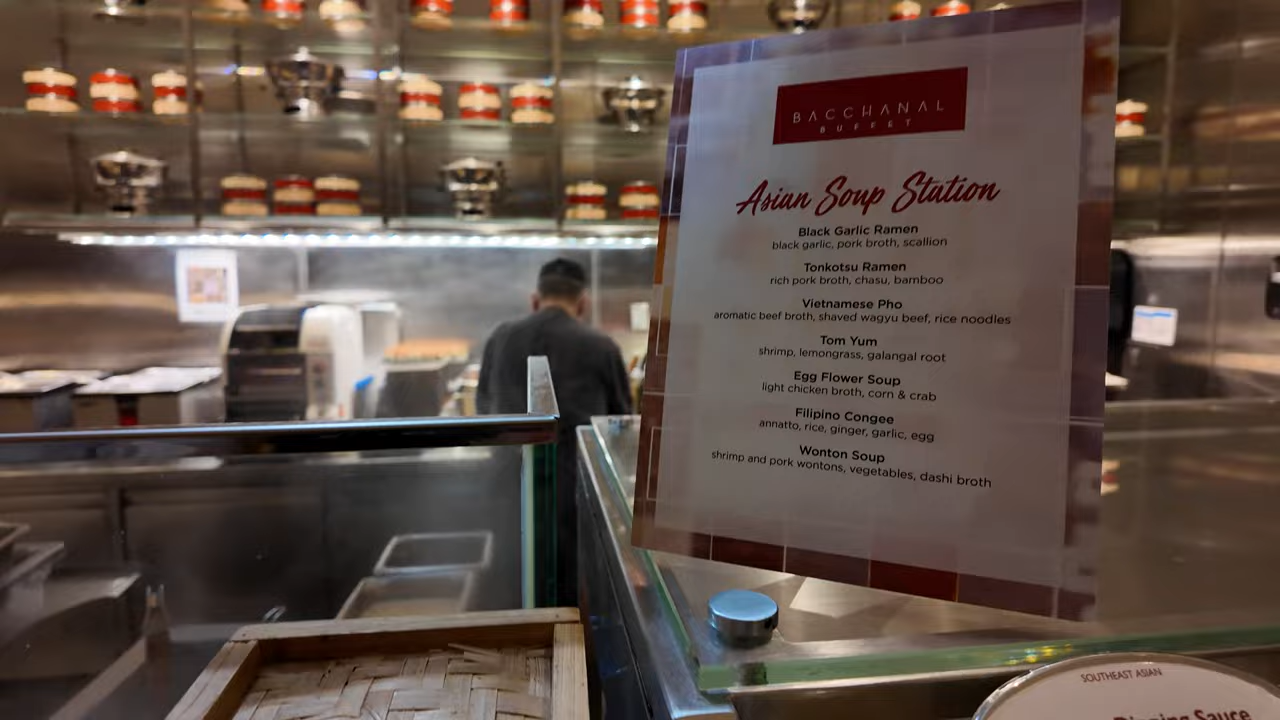 BACCHANAL
BUFFET
Asian Soup Station
Black Garlic Ramen
black garlic, pork broth, scallion
Tonkotsu Ramen
rich pork broth, chasu, bamboo
Vietnamese Pho
aromatic beef broth, shaved wagyu beef, rice noodles
Tom Yum
shrimp, lemongrass, galangal root
Egg Flower Soup
light chicken broth, corn & crab
Filipino Congee
annatto, rice, ginger, garlic, egg
Wonton Soup
shrimp and pork wontons, vegetables, dashi broth
SOUTHEAST ASIAN
Sauce